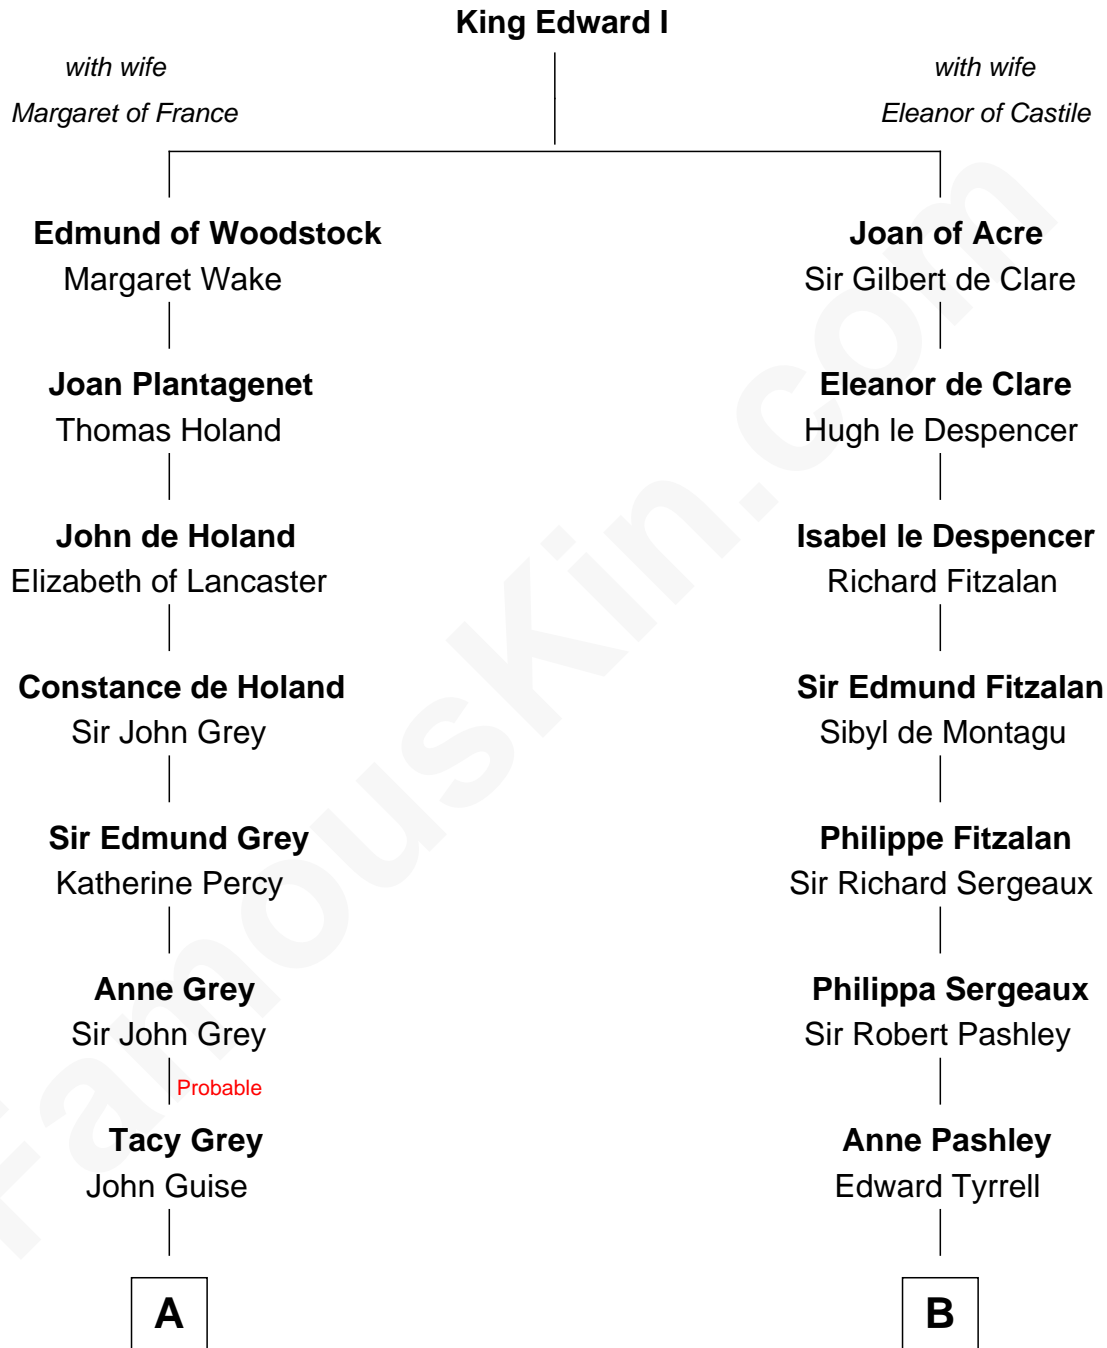 King Edward I
with wife
Margaret of France
with wife
Eleanor of Castile
Edmund of Woodstock
Margaret Wake
Joan of Acre
Sir Gilbert de Clare
Joan Plantagenet
Thomas Holand
Eleanor de Clare
Hugh le Despencer
John de Holand
Elizabeth of Lancaster
Isabel le Despencer
Richard Fitzalan
Constance de Holand
Sir John Grey
Sir Edmund Fitzalan
Sibyl de Montagu
Sir Edmund Grey
Katherine Percy
Philippe Fitzalan
Sir Richard Sergeaux
Anne Grey
Sir John Grey
Philippa Sergeaux
Sir Robert Pashley
Probable
Tacy Grey
John Guise
Anne Pashley
Edward Tyrrell
A
B
FamousKin.com